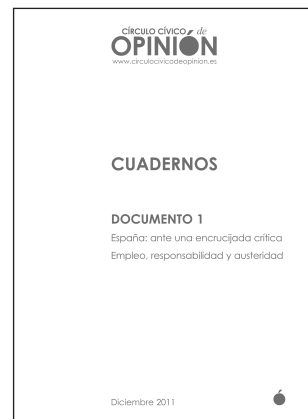 CÍRCULO CÍVICO de
OPINIÓN
www.circulocivicodeopinion.es
CUADERNOS
DOCUMENTO 1
España: ante una encrucijada crítica
Empleo, responsabilidad y austeridad
Diciembre 2011